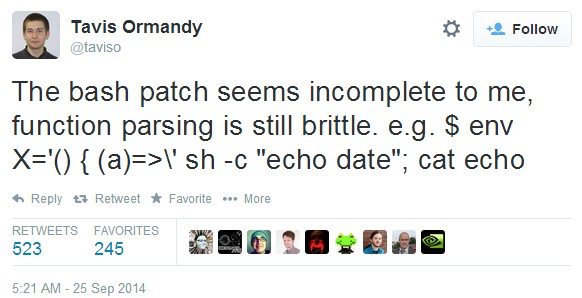 Tavis Ormandy
@taviso
Follow
The bash patch seems incomplete to me,
function parsing is still brittle. e.g. $ env
X='() { (a)=>\' sh -c "echo date"; cat echo
Reply Retweet Favorite More
RETWEETS FAVORITES
523 245
5:21 AM - 25 Sep 2014